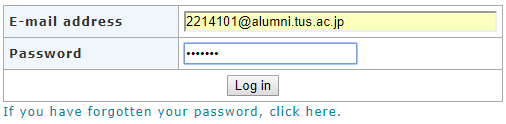 E-mail address 2214101@alumni.tus.ac.jp
Password •••••••
Log in
If you have forgotten your password, click here.